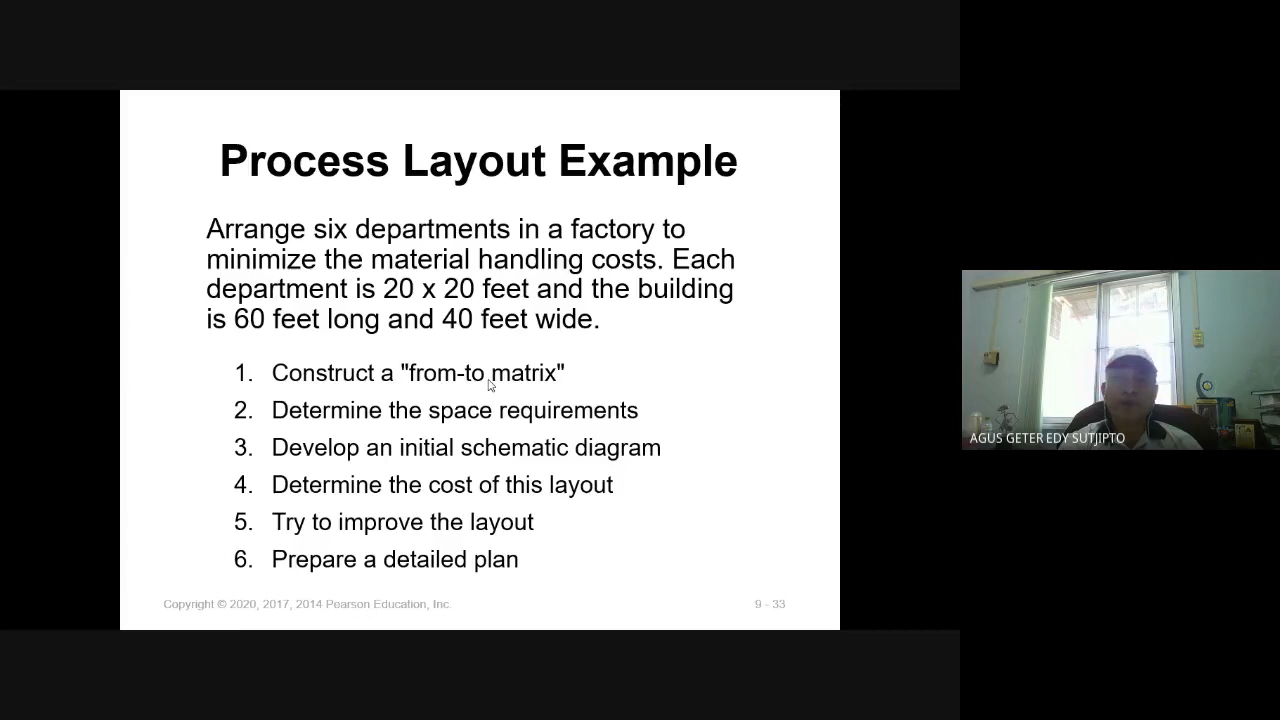 Process Layout Example
Arrange six departments in a factory to
minimize the material handling costs. Each
department is 20 x 20 feet and the building
is 60 feet long and 40 feet wide.
1. Construct a "from-to matrix"
2. Determine the space requirements
3. Develop an initial schematic diagram
4. Determine the cost of this layout
5. Try to improve the layout
6. Prepare a detailed plan
Copyright © 2020, 2017, 2014 Pearson Education, Inc.
9 - 33
AGUS GETER EDY SUTJIPTO